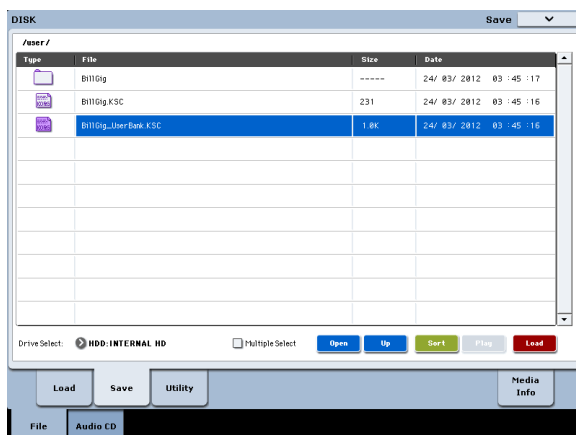 DISK Save
/user/
Type File Size Date
BillGig ----- 24/ 03/ 2012 03 :45 :17
BillGig.KSC 231 24/ 03/ 2012 03 :45 :16
BillGig_UserBank.KSC 1.0K 24/ 03/ 2012 03 :45 :16
Drive Select: HDD: INTERNAL HD Multiple Select Open Up Sort Play Load
Load Save Utility Media Info
File Audio CD